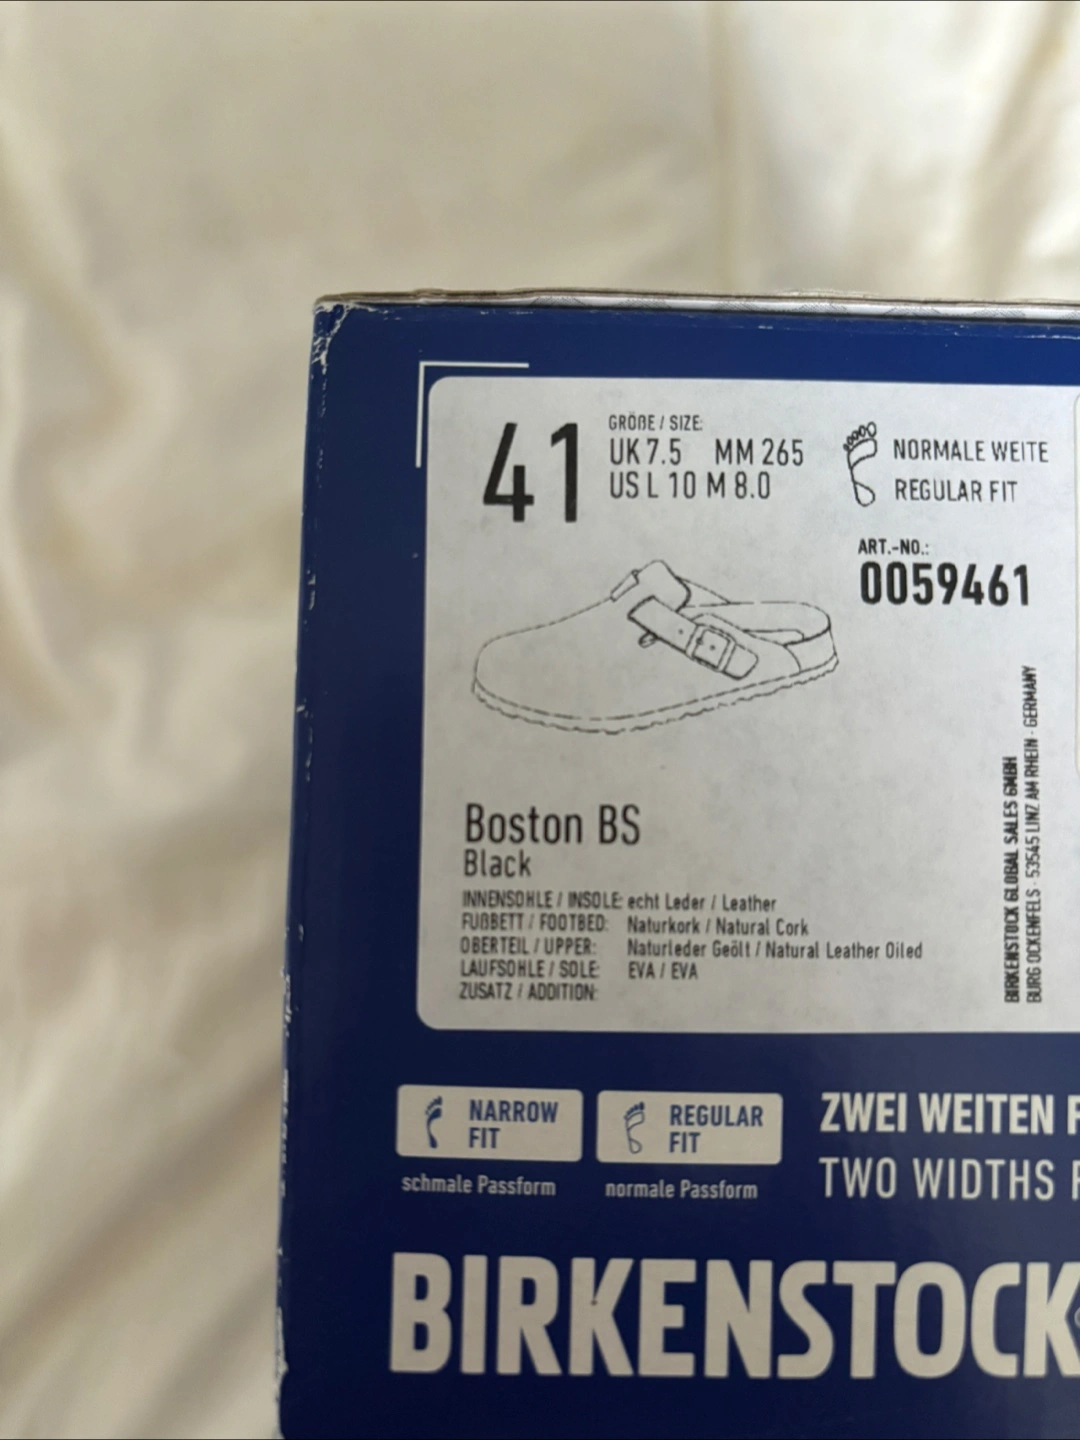 41
GRÖßE / SIZE:
UK 7.5 MM 265
US L 10 M 8.0
NORMALE WEITE
REGULAR FIT
ART.-NO.:
0059461
Boston BS
Black
INNENSOHLE / INSOLE: echt Leder / Leather
FUßBETT / FOOTBED: Naturkork / Natural Cork
OBERTEIL / UPPER: Naturleder Geölt / Natural Leather Oiled
LAUFSOHLE / SOLE: EVA / EVA
ZUSATZ / ADDITION:
BIRKENSTOCK GLOBAL SALES GMBH
BURG OCKENFELS · 53545 LINZ AM RHEIN · GERMANY
NARROW
FIT
schmale Passform
REGULAR
FIT
normale Passform
ZWEI WEITEN
TWO WIDTHS
BIRKENSTOCK